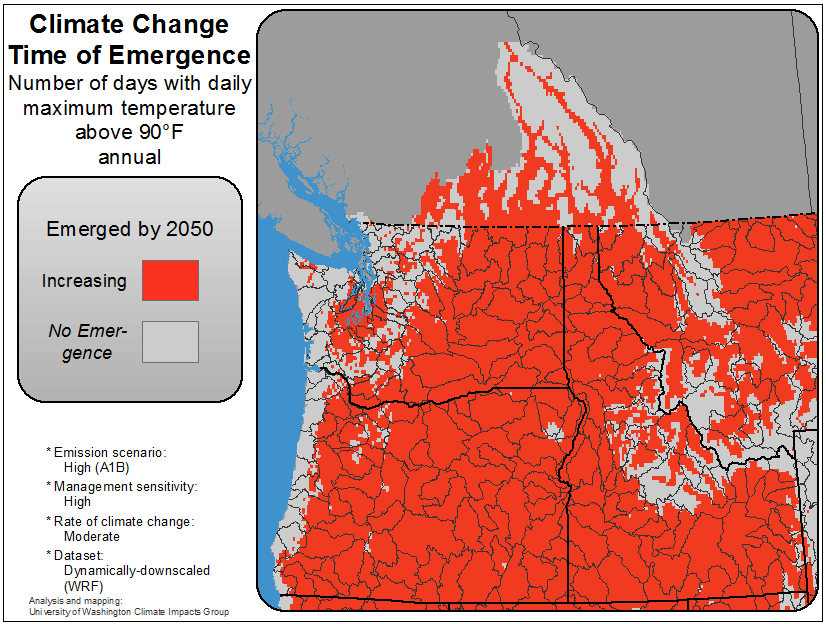 Climate Change
Time of Emergence
Number of days with daily
maximum temperature
above 90°F
annual
Emerged by 2050
Increasing
No Emer-
gence
* Emission scenario:
High (A1B)
* Management sensitivity:
High
* Rate of climate change:
Moderate
* Dataset:
Dynamically-downscaled
(WRF)
Analysis and mapping:
University of Washington Climate Impacts Group